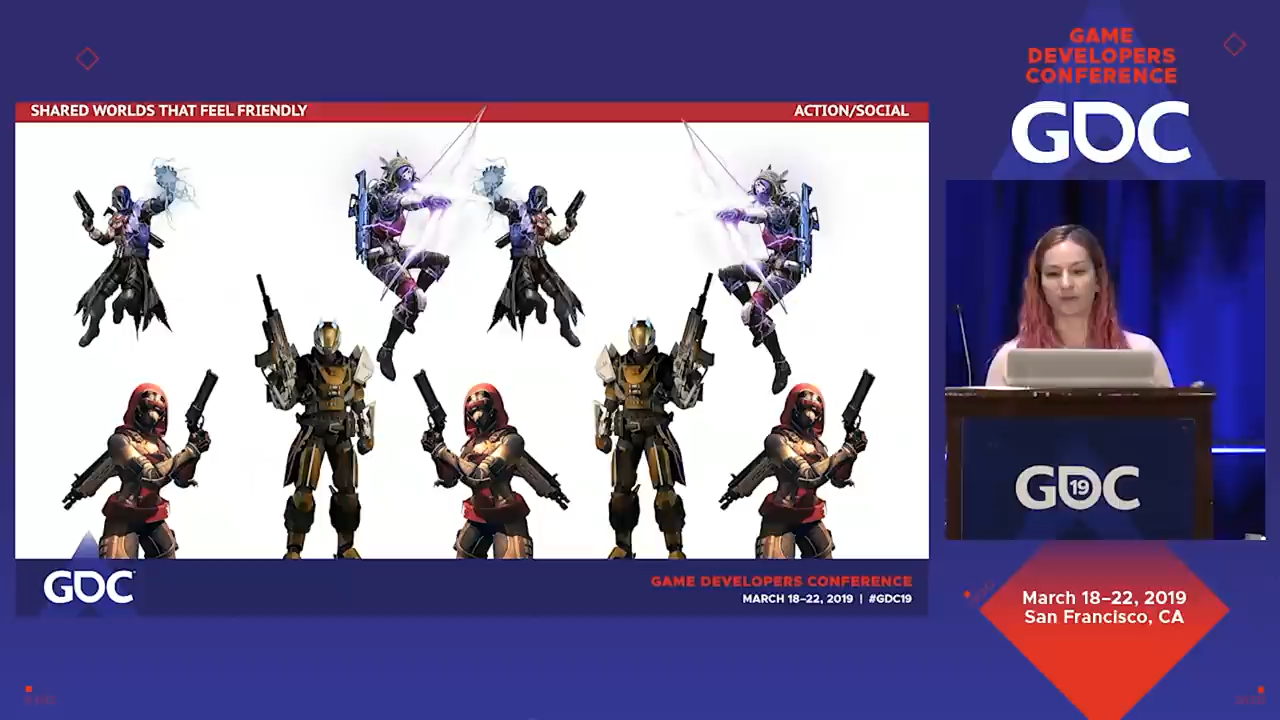 SHARED WORLDS THAT FEEL FRIENDLY
ACTION/SOCIAL
GDC
GAME DEVELOPERS CONFERENCE
MARCH 18–22, 2019 | #GDC19
GAME
DEVELOPERS
CONFERENCE
GDC
GDC 19
March 18–22, 2019
San Francisco, CA